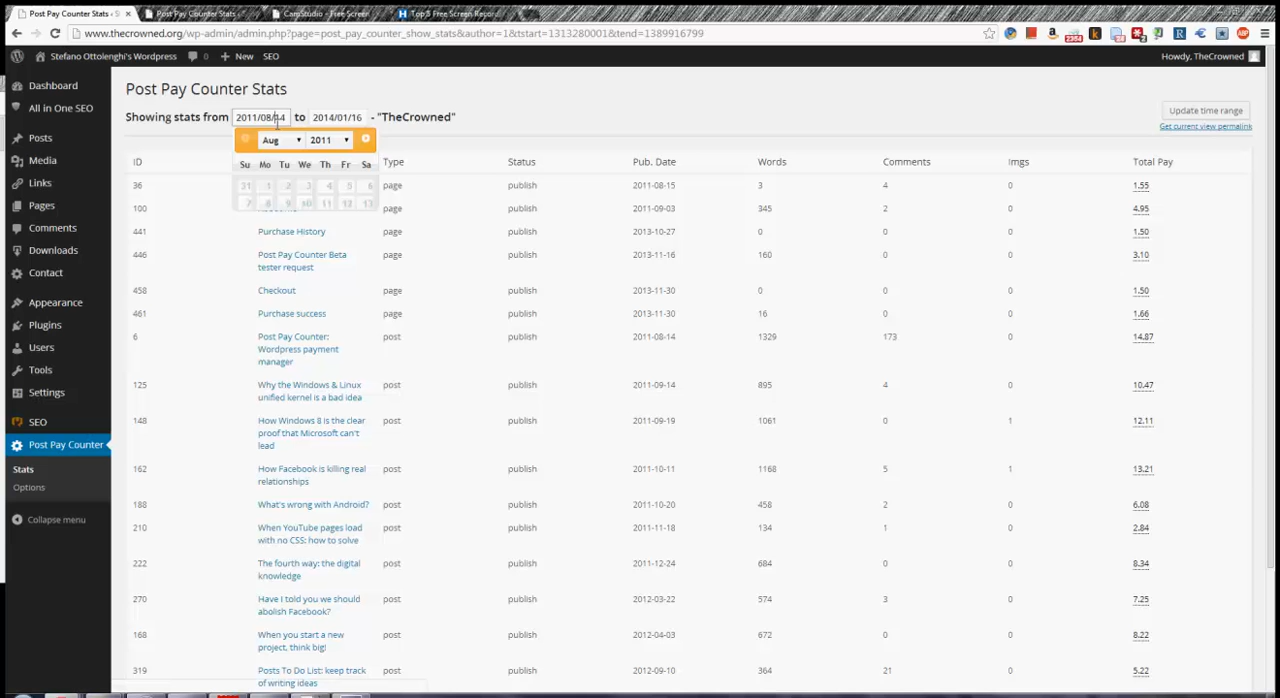 Post Pay Counter Stats - S
Post Pay Counter Stats
CamStudio - Free Screen
Top 5 Free Screen Record
www.thecrowned.org/wp-admin/admin.php?page=post_pay_counter_show_stats&author=1&tstart=1313280001&tend=1389916799
Stefano Ottolenghi's Wordpress 0 New SEO Howdy, TheCrowned
Dashboard
All in One SEO
Posts
Media
Links
Pages
Comments
Downloads
Contact
Appearance
Plugins
Users
Tools
Settings
SEO
Post Pay Counter
Stats
Options
Collapse menu
Post Pay Counter Stats
Showing stats from 2011/08/14 to 2014/01/16 - "TheCrowned"
Update time range
Get current view permalink
Aug 2011
Su Mo Tu We Th Fr Sa
31 1 2 3 4 5 6
7 8 9 10 11 12 13
ID Type Status Pub. Date Words Comments Imgs Total Pay
36 page publish 2011-08-15 3 4 0 1.55
100 page publish 2011-09-03 345 2 0 4.95
441 Purchase History page publish 2013-10-27 0 0 0 1.50
446 Post Pay Counter Beta page publish 2013-11-16 160 0 0 3.10
tester request
458 Checkout page publish 2013-11-30 0 0 0 1.50
461 Purchase success page publish 2013-11-30 16 0 0 1.66
6 Post Pay Counter: post publish 2011-08-14 1329 173 0 14.87
Wordpress payment
manager
125 Why the Windows & Linux post publish 2011-09-14 895 4 0 10.47
unified kernel is a bad idea
148 How Windows 8 is the clear post publish 2011-09-19 1061 0 1 12.11
proof that Microsoft can't
lead
162 How Facebook is killing real post publish 2011-10-11 1168 5 1 13.21
relationships
188 What's wrong with Android? post publish 2011-10-20 458 2 0 6.08
210 When YouTube pages load post publish 2011-11-18 134 1 0 2.84
with no CSS: how to solve
222 The fourth way: the digital post publish 2011-12-24 684 0 0 8.34
knowledge
270 Have I told you we should post publish 2012-03-22 574 3 0 7.25
abolish Facebook?
168 When you start a new post publish 2012-04-03 672 0 0 8.22
project, think big!
319 Posts To Do List: keep track post publish 2012-09-10 364 21 0 5.22
of writing ideas